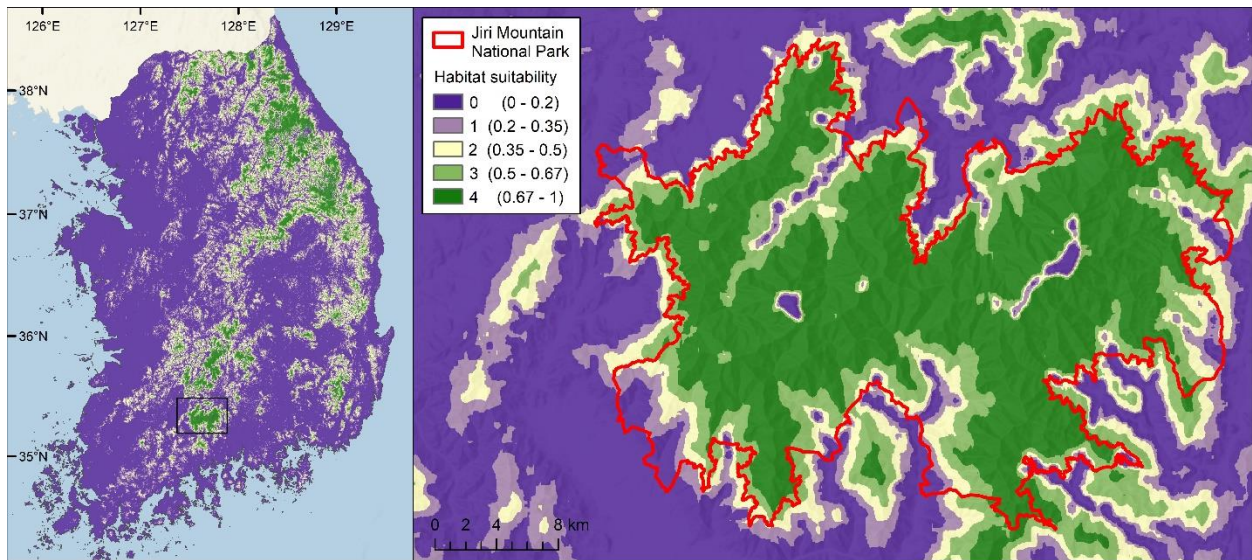 126°E 127°E 128°E 129°E
38°N
37°N
36°N
35°N
Jiri Mountain
National Park
Habitat suitability
0 (0 - 0.2)
1 (0.2 - 0.35)
2 (0.35 - 0.5)
3 (0.5 - 0.67)
4 (0.67 - 1)
0 2 4 8 km